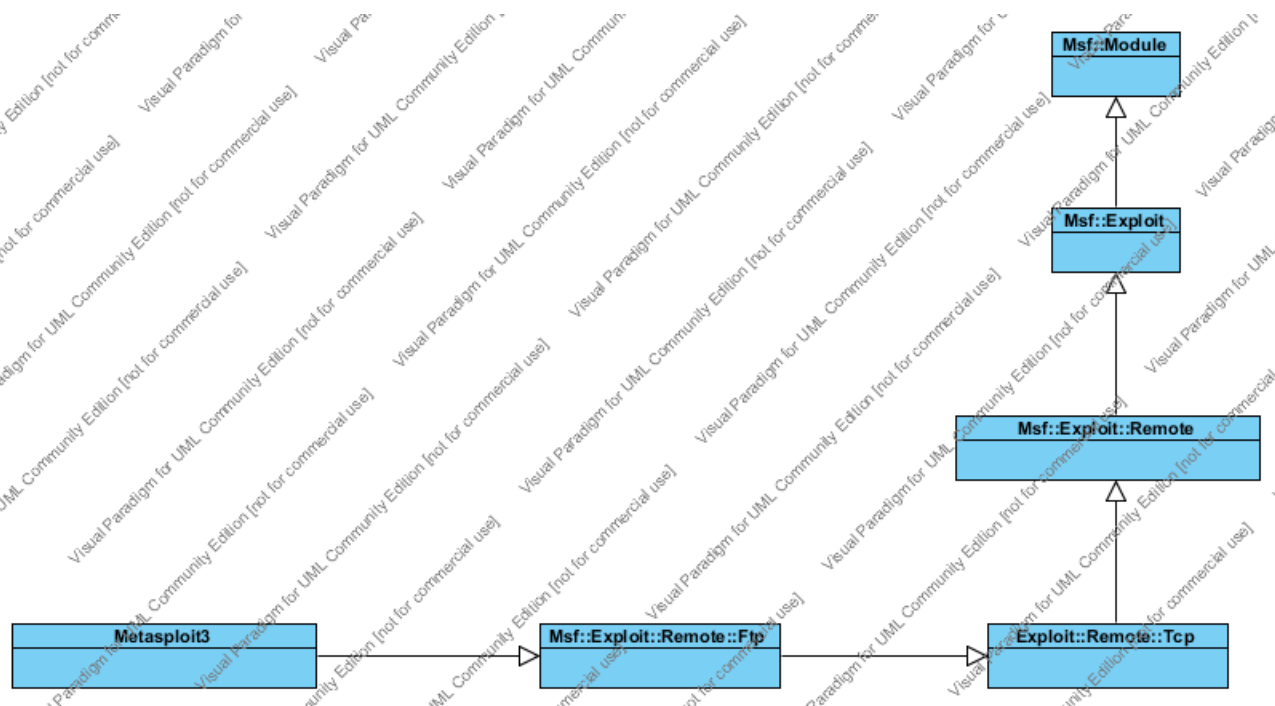 Msf::Module
Msf::Exploit
Msf::Exploit::Remote
Metasploit3
Msf::Exploit::Remote::Ftp
Exploit::Remote::Tcp
Visual Paradigm for UML Community Edition [not for commercial use]